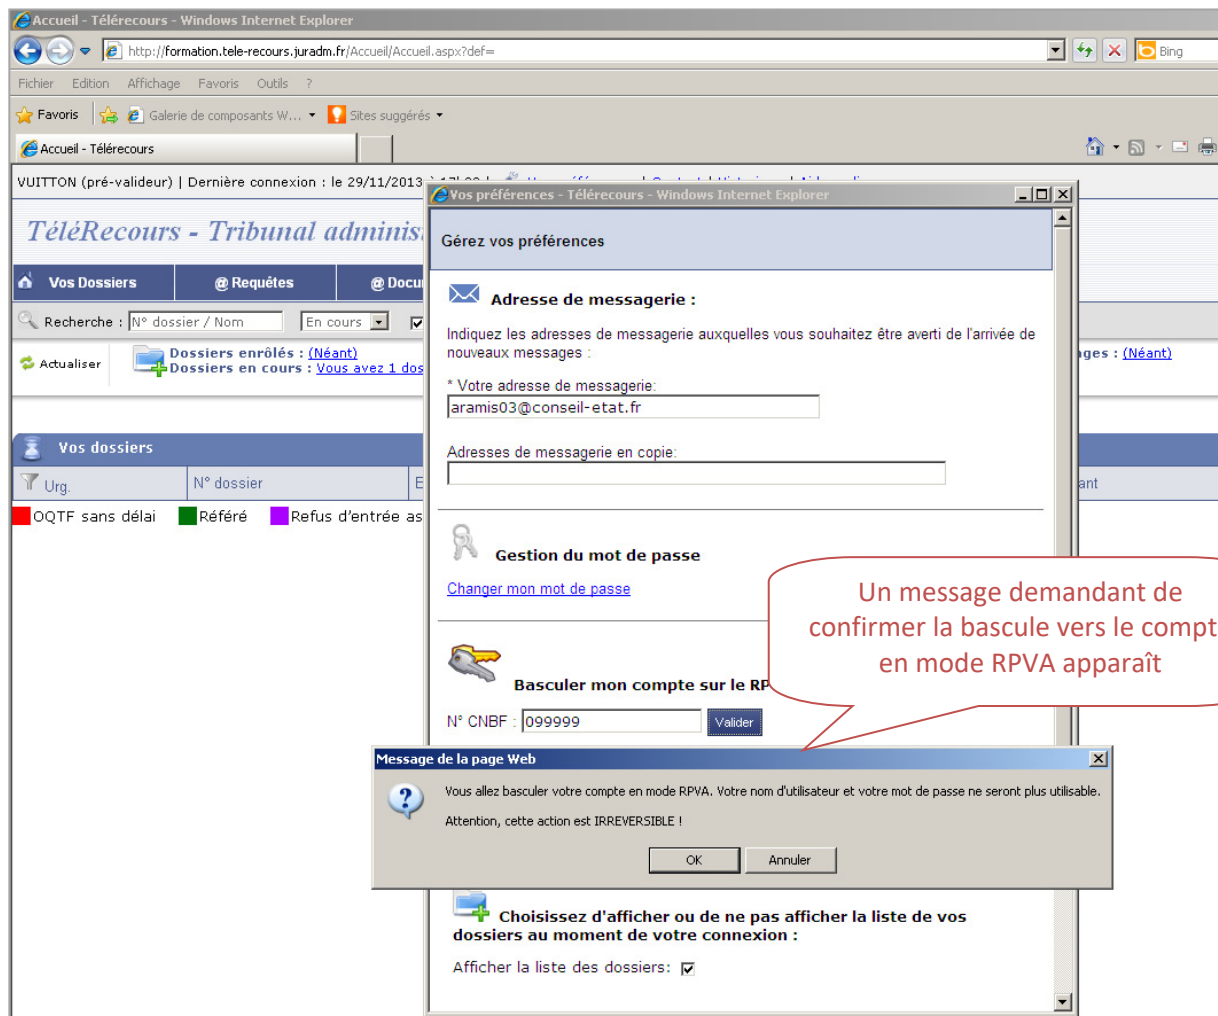 Accueil - Télérecours - Windows Internet Explorer
http://formation.tele-recours.juradm.fr/Accueil/Accueil.aspx?def=
Bing
Fichier Edition Affichage Favoris Outils ?
Favoris Galerie de composants W... Sites suggérés
Accueil - Télérecours
VUITTON (pré-valideur) | Dernière connexion : le 29/11/2013
TéléRecours - Tribunal adminis
Vos Dossiers @ Requêtes @ Docu
Recherche : N° dossier / Nom En cours
Actualiser
Dossiers enrôlés : (Néant)
Dossiers en cours : Vous avez 1 dos
ages : (Néant)
Vos dossiers
Urg. N° dossier E
ant
OQTF sans délai Référé Refus d'entrée as
Vos préférences - Télérecours - Windows Internet Explorer
Gérez vos préférences
Adresse de messagerie :
Indiquez les adresses de messagerie auxquelles vous souhaitez être averti de l'arrivée de
nouveaux messages :
* Votre adresse de messagerie:
aramis03@conseil-etat.fr
Adresses de messagerie en copie:
Gestion du mot de passe
Changer mon mot de passe
Un message demandant de
confirmer la bascule vers le compt
en mode RPVA apparaît
Basculer mon compte sur le RP
N° CNBF : 099999 Valider
Message de la page Web
Vous allez basculer votre compte en mode RPVA. Votre nom d'utilisateur et votre mot de passe ne seront plus utilisable.
Attention, cette action est IRREVERSIBLE !
OK Annuler
Choisissez d'afficher ou de ne pas afficher la liste de vos
dossiers au moment de votre connexion :
Afficher la liste des dossiers: